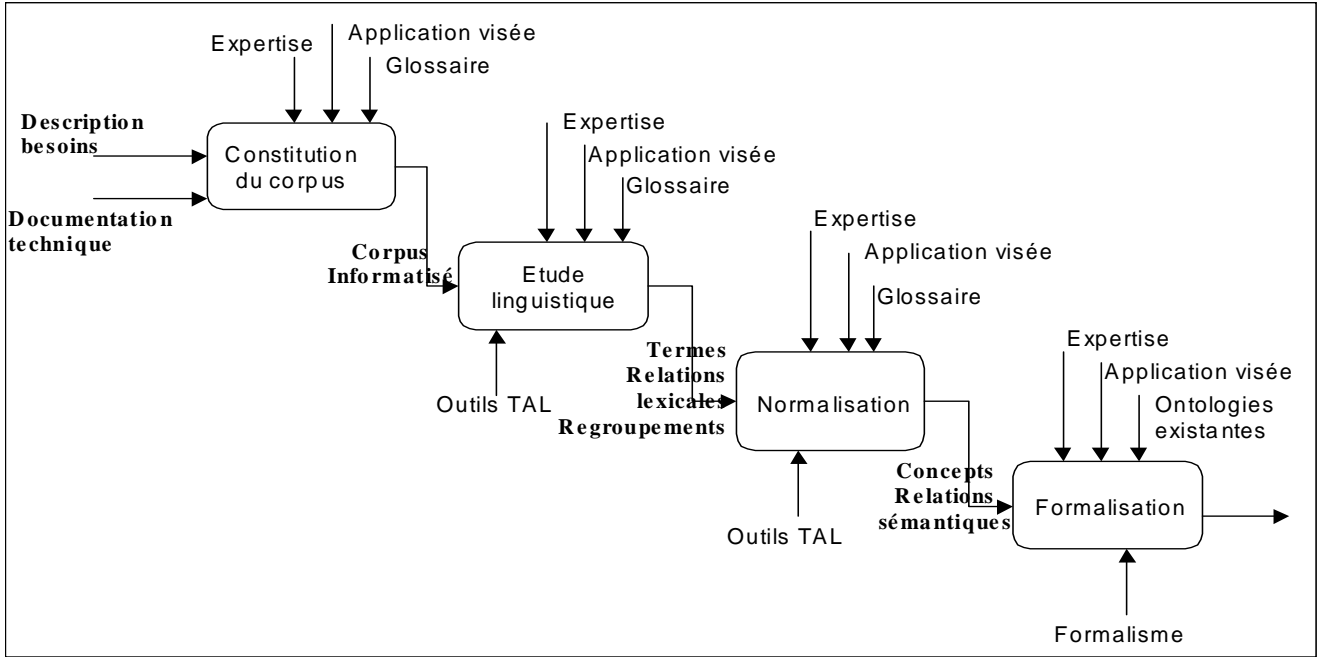 Expertise
Application visée
Glossaire
Description
besoins
Constitution
du corpus
Documentation
technique
Expertise
Application visée
Glossaire
Corpus
Informatisé
Etude
linguistique
Outils TAL
Expertise
Application visée
Glossaire
Termes
Relations
lexicales
Regroupements
Normalisation
Outils TAL
Expertise
Application visée
Ontologies
existantes
Concepts
Relations
sémantiques
Formalisation
Formalisme